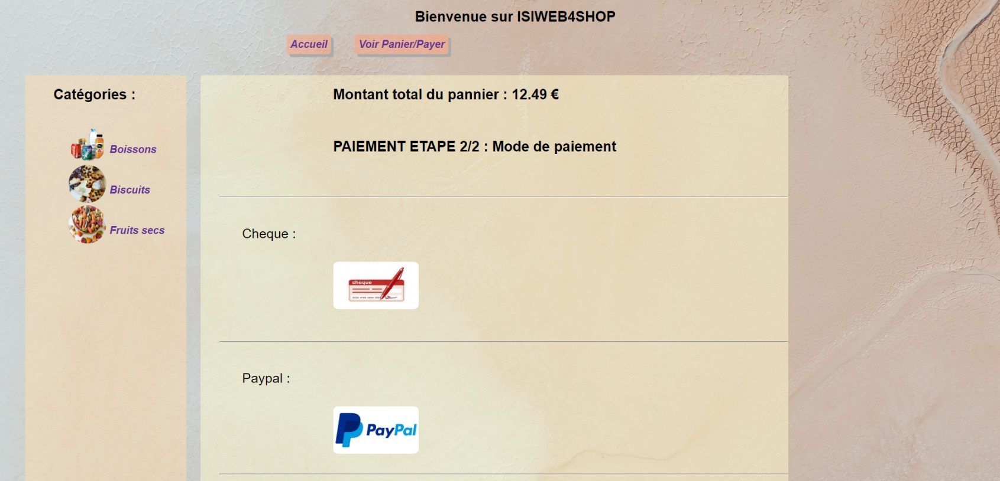 Bienvenue sur ISIWEB4SHOP
Accueil Voir Panier/Payer
Catégories :
Boissons
Biscuits
Fruits secs
Montant total du pannier : 12.49 €
PAIEMENT ETAPE 2/2 : Mode de paiement
Cheque :
cheque
Paypal :
PayPal